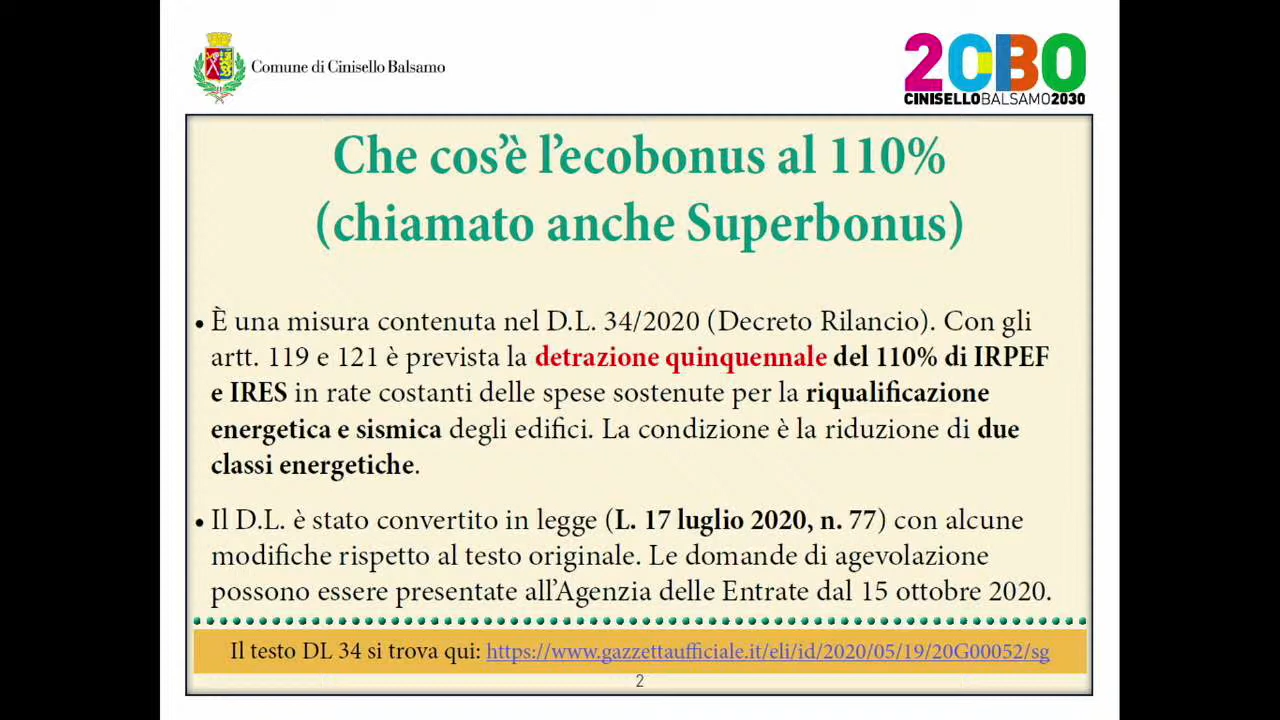 Comune di Cinisello Balsamo
2CBO
CINISELLOBALSAMO2030
Che cos'è l'ecobonus al 110%
(chiamato anche Superbonus)
• È una misura contenuta nel D.L. 34/2020 (Decreto Rilancio). Con gli
artt. 119 e 121 è prevista la detrazione quinquennale del 110% di IRPEF
e IRES in rate costanti delle spese sostenute per la riqualificazione
energetica e sismica degli edifici. La condizione è la riduzione di due
classi energetiche.
• Il D.L. è stato convertito in legge (L. 17 luglio 2020, n. 77) con alcune
modifiche rispetto al testo originale. Le domande di agevolazione
possono essere presentate all'Agenzia delle Entrate dal 15 ottobre 2020.
Il testo DL 34 si trova qui: https://www.gazzettaufficiale.it/eli/id/2020/05/19/20G00052/sg
2